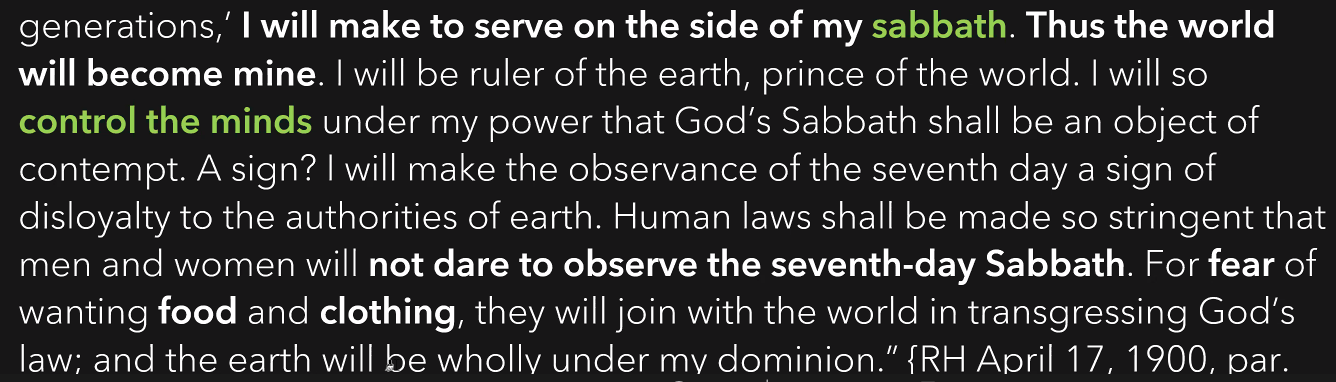 generations,’ I will make to serve on the side of my sabbath. Thus the world
will become mine. I will be ruler of the earth, prince of the world. I will so
control the minds under my power that God’s Sabbath shall be an object of
contempt. A sign? I will make the observance of the seventh day a sign of
disloyalty to the authorities of earth. Human laws shall be made so stringent that
men and women will not dare to observe the seventh-day Sabbath. For fear of
wanting food and clothing, they will join with the world in transgressing God’s
law; and the earth will be wholly under my dominion.” {RH April 17, 1900, par.